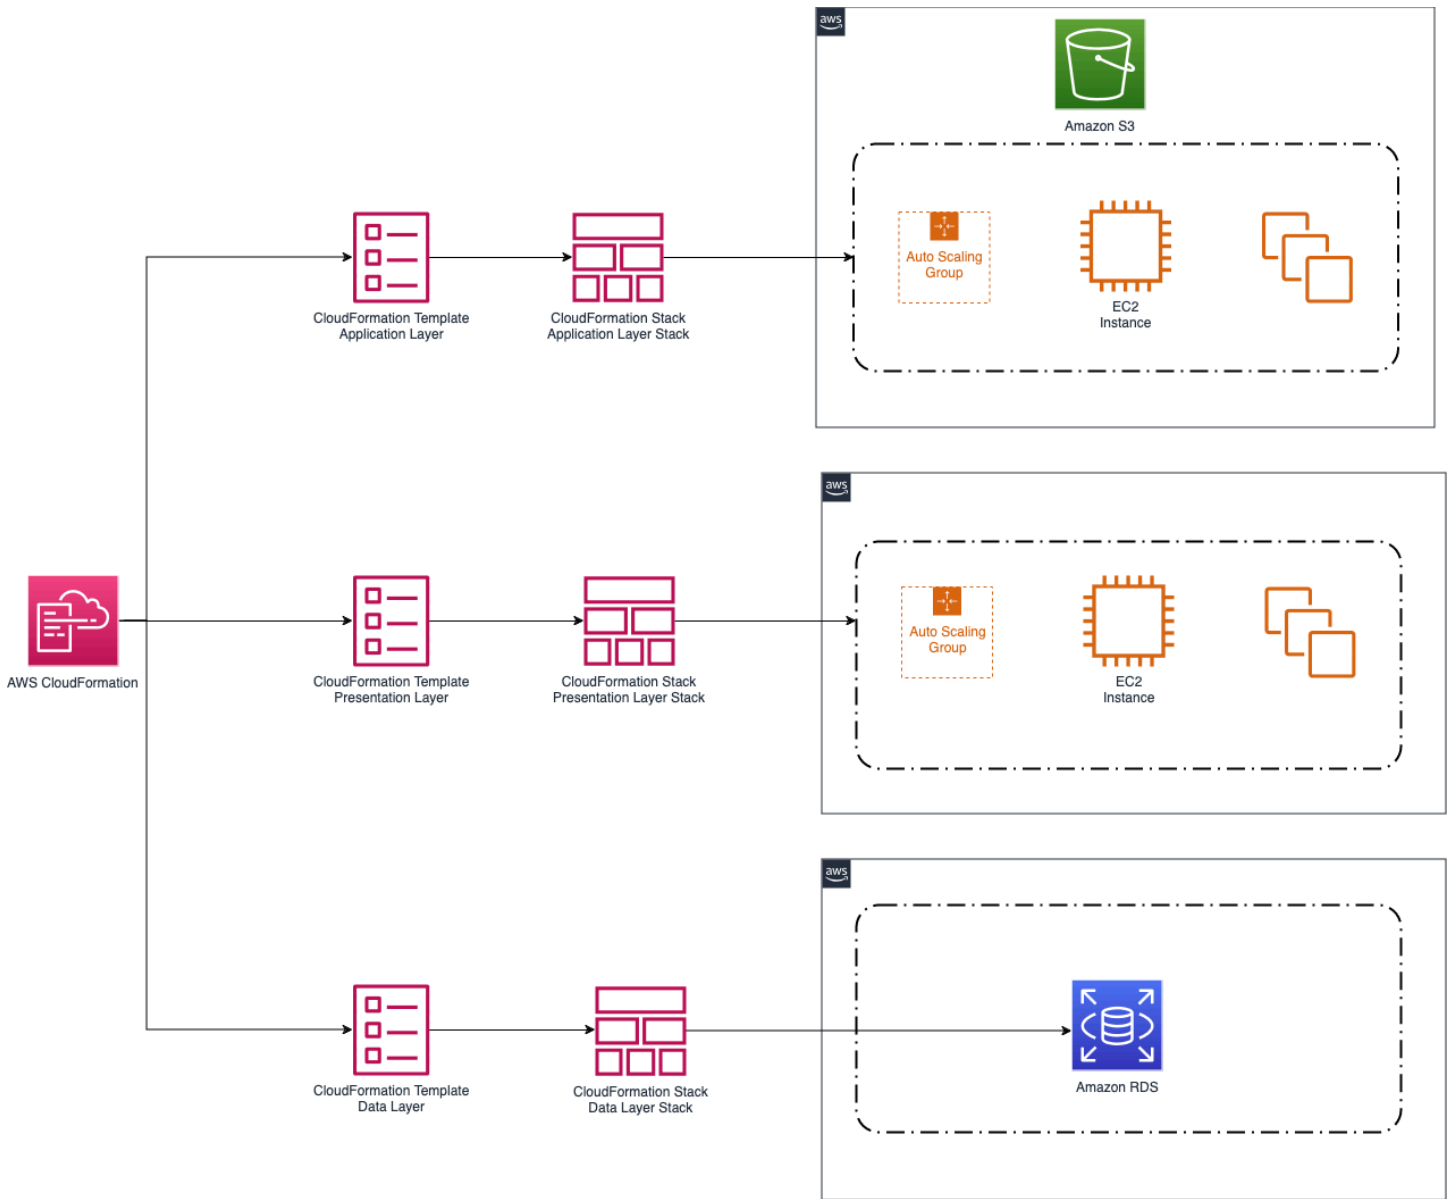 aws
Amazon S3
Auto Scaling
Group
EC2
Instance
CloudFormation Template
Application Layer
CloudFormation Stack
Application Layer Stack
aws
Auto Scaling
Group
EC2
Instance
AWS CloudFormation
CloudFormation Template
Presentation Layer
CloudFormation Stack
Presentation Layer Stack
aws
Amazon RDS
CloudFormation Template
Data Layer
CloudFormation Stack
Data Layer Stack